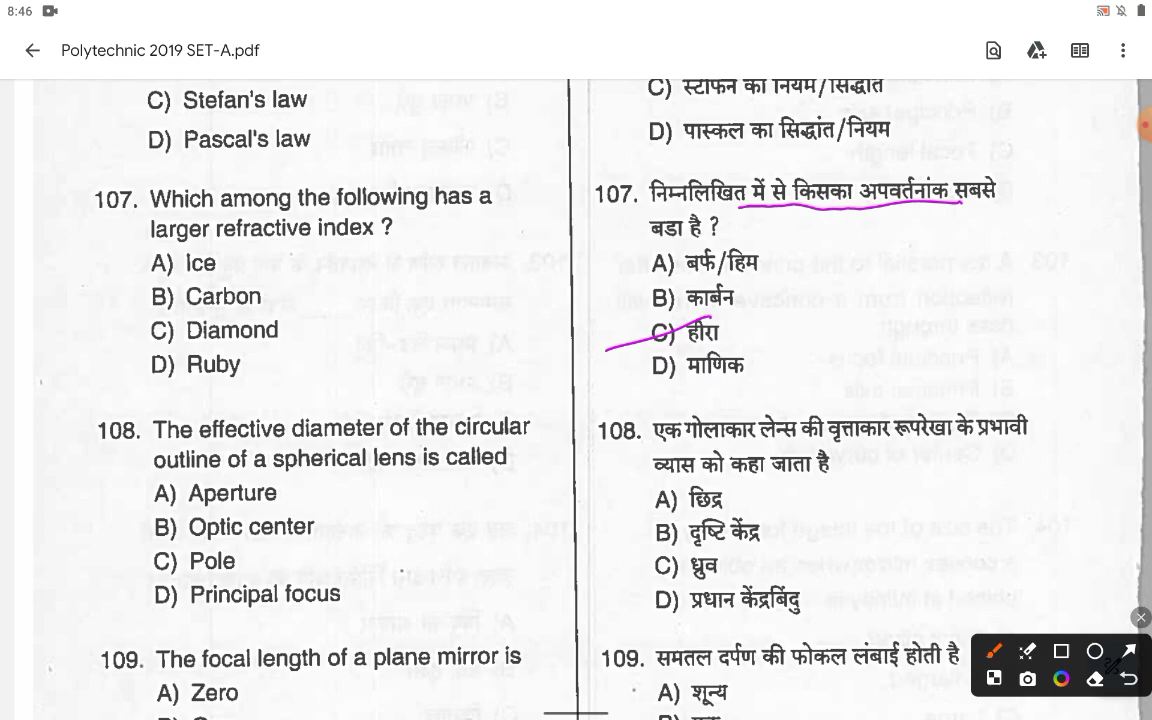 8:46
Polytechnic 2019 SET-A.pdf
C) Stefan's law
D) Pascal's law
107. Which among the following has a
larger refractive index ?
A) Ice
B) Carbon
C) Diamond
D) Ruby
108. The effective diameter of the circular
outline of a spherical lens is called
A) Aperture
B) Optic center
C) Pole
D) Principal focus
109. The focal length of a plane mirror is
A) Zero
C) स्टीफन का नियम/सिद्धांत
D) पास्कल का सिद्धांत/नियम
107. निम्नलिखित में से किसका अपवर्तनांक सबसे
बडा है ?
A) बर्फ/हिम
B) कार्बन
C) हीरा
D) माणिक
108. एक गोलाकार लेन्स की वृत्ताकार रूपरेखा के प्रभावी
व्यास को कहा जाता है
A) छिद्र
B) दृष्टि केंद्र
C) ध्रुव
D) प्रधान केंद्रबिंदु
109. समतल दर्पण की फोकल लंबाई होती है
A) शून्य